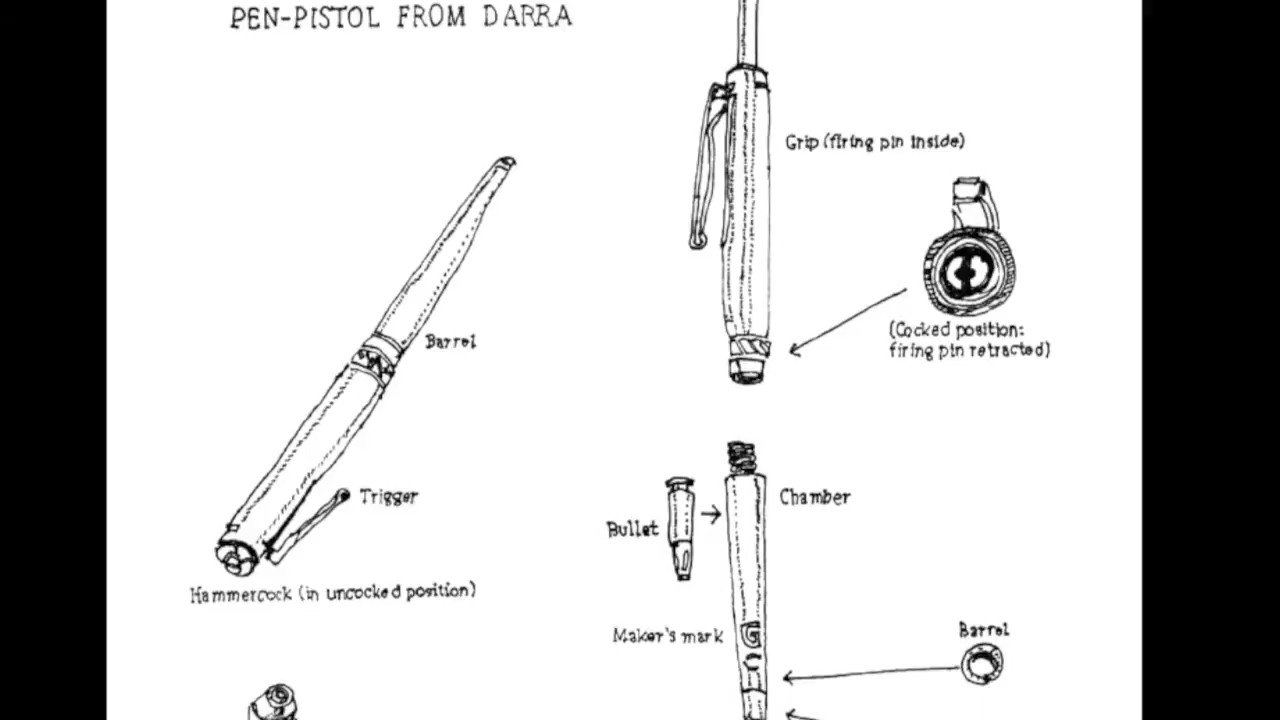 PEN-PISTOL FROM DARRA
Grip (firing pin inside)
(Cocked position:
firing pin retracted)
Barrel
Trigger
Hammercock (in uncocked position)
Chamber
Bullet
Maker's mark
G
Barrel